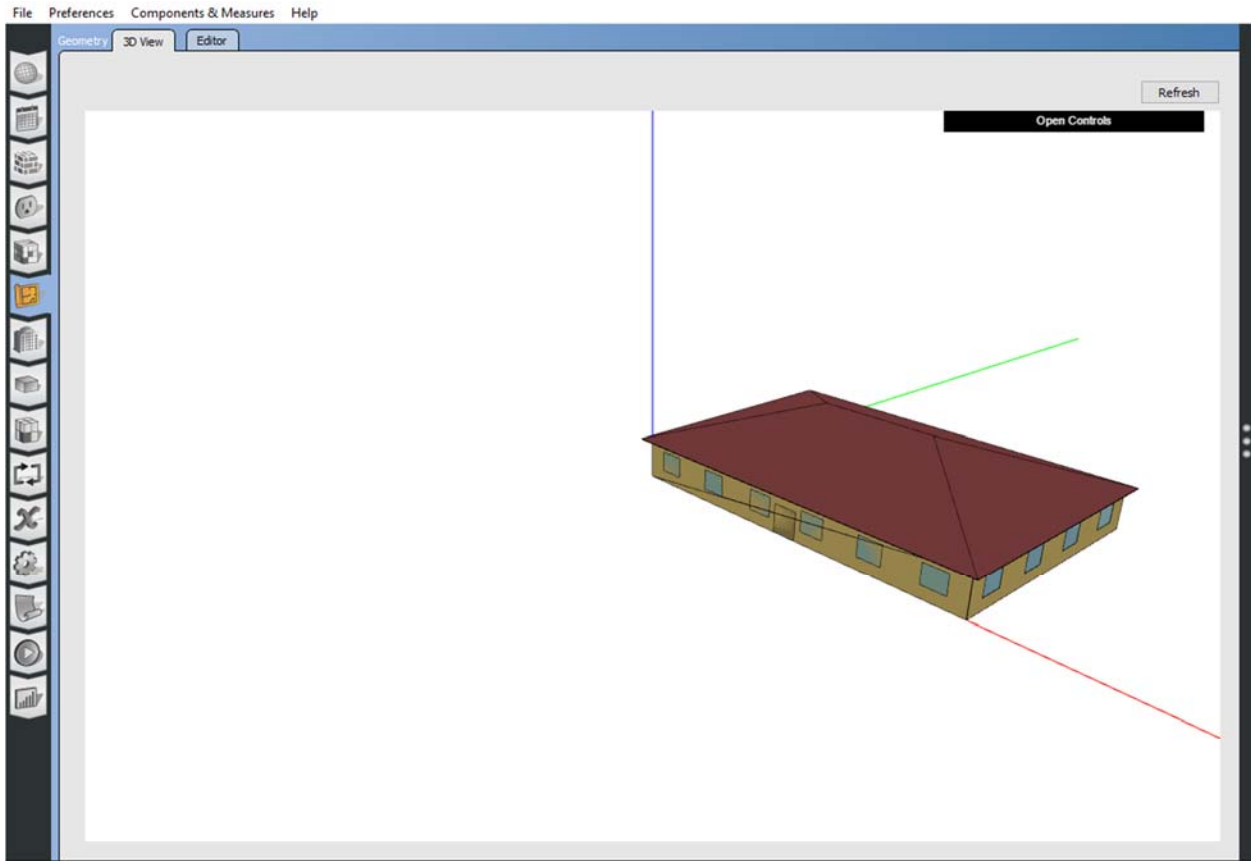 File Preferences Components & Measures Help
Geometry 3D View Editor
Refresh
Open Controls